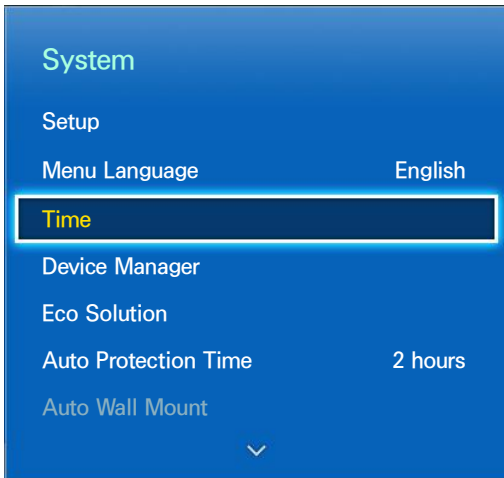 System
Setup
Menu Language English
Time
Device Manager
Eco Solution
Auto Protection Time 2 hours
Auto Wall Mount